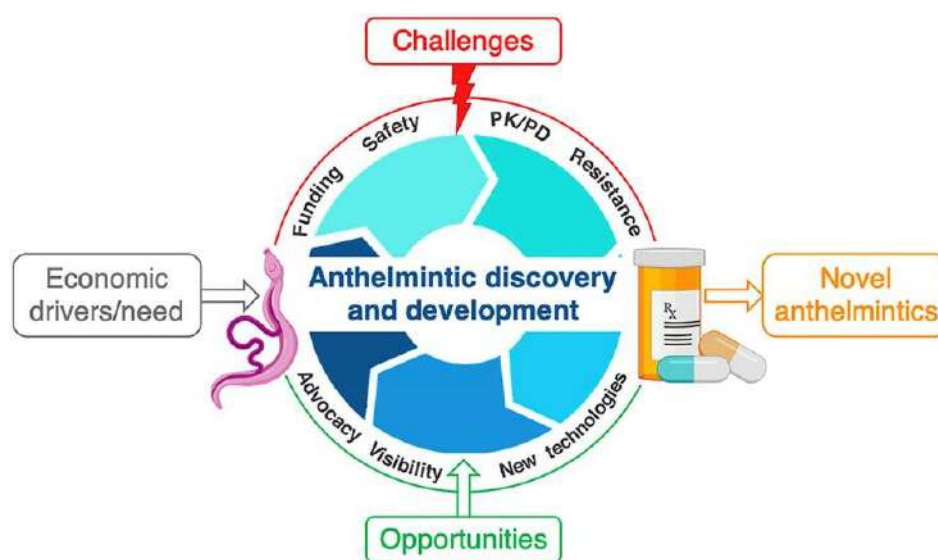 Challenges
Funding
Safety
PK/PD
Resistance
Economic
drivers/need
Anthelmintic discovery
and development
Rx
Novel
anthelmintics
Advocacy
Visibility
New technologies
Opportunities